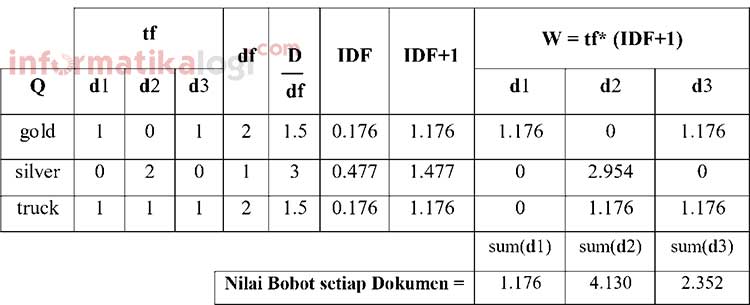 tf df D/df IDF IDF+1 W = tf* (IDF+1)
informatikalogi.com
Q d1 d2 d3 d1 d2 d3
gold 1 0 1 2 1.5 0.176 1.176 1.176 0 1.176
silver 0 2 0 1 3 0.477 1.477 0 2.954 0
truck 1 1 1 2 1.5 0.176 1.176 0 1.176 1.176
sum(d1) sum(d2) sum(d3)
Nilai Bobot setiap Dokumen = 1.176 4.130 2.352